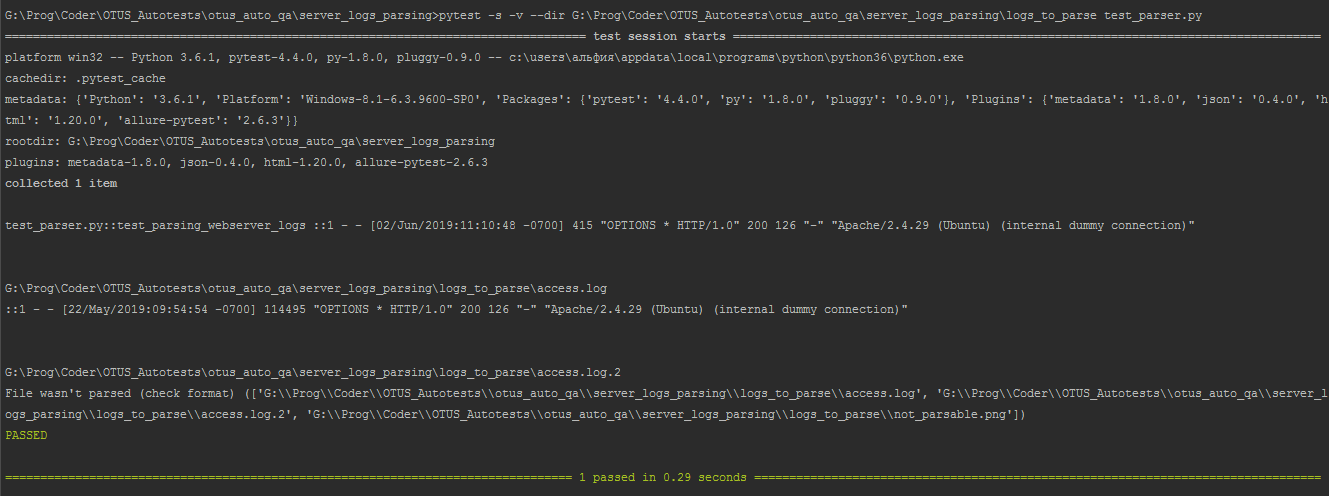 G:\Prog\Coder\OTUS_Autotests\otus_auto_qa\server_logs_parsing>pytest -s -v --dir G:\Prog\Coder\OTUS_Autotests\otus_auto_qa\server_logs_parsing\logs_to_parse test_parser.py
=================================================================================== test session starts ====================================================================================
platform win32 -- Python 3.6.1, pytest-4.4.0, py-1.8.0, pluggy-0.9.0 -- c:\users\альфия\appdata\local\programs\python\python36\python.exe
cachedir: .pytest_cache
metadata: {'Python': '3.6.1', 'Platform': 'Windows-8.1-6.3.9600-SP0', 'Packages': {'pytest': '4.4.0', 'py': '1.8.0', 'pluggy': '0.9.0'}, 'Plugins': {'metadata': '1.8.0', 'json': '0.4.0', 'h
tml': '1.20.0', 'allure-pytest': '2.6.3'}}
rootdir: G:\Prog\Coder\OTUS_Autotests\otus_auto_qa\server_logs_parsing
plugins: metadata-1.8.0, json-0.4.0, html-1.20.0, allure-pytest-2.6.3
collected 1 item
test_parser.py::test_parsing_webserver_logs ::1 - - [02/Jun/2019:11:10:48 -0700] 415 "OPTIONS * HTTP/1.0" 200 126 "-" "Apache/2.4.29 (Ubuntu) (internal dummy connection)"
G:\Prog\Coder\OTUS_Autotests\otus_auto_qa\server_logs_parsing\logs_to_parse\access.log
::1 - - [22/May/2019:09:54:54 -0700] 114495 "OPTIONS * HTTP/1.0" 200 126 "-" "Apache/2.4.29 (Ubuntu) (internal dummy connection)"
G:\Prog\Coder\OTUS_Autotests\otus_auto_qa\server_logs_parsing\logs_to_parse\access.log.2
File wasn't parsed (check format) (['G:\\Prog\\Coder\\OTUS_Autotests\\otus_auto_qa\\server_logs_parsing\\logs_to_parse\\access.log', 'G:\\Prog\\Coder\\OTUS_Autotests\\otus_auto_qa\\server_l
ogs_parsing\\logs_to_parse\\access.log.2', 'G:\\Prog\\Coder\\OTUS_Autotests\\otus_auto_qa\\server_logs_parsing\\logs_to_parse\\not_parsable.png'])
PASSED
================================================================================= 1 passed in 0.29 seconds =================================================================================